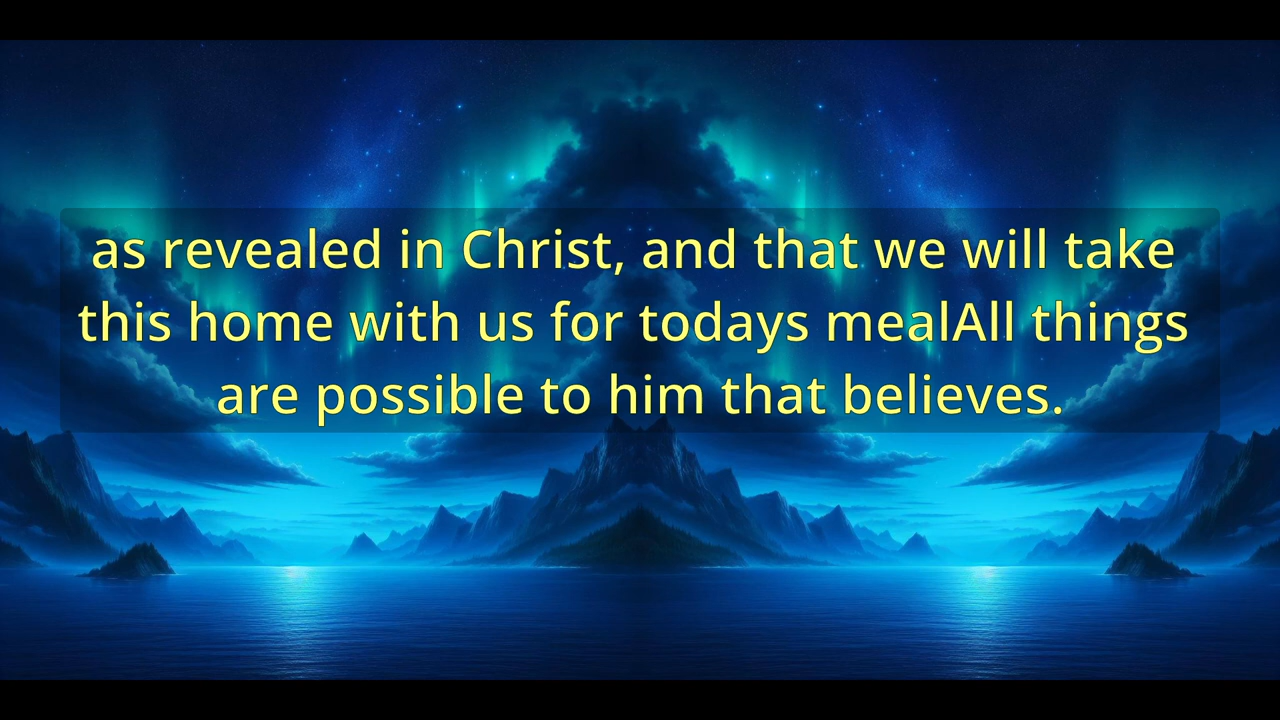 as revealed in Christ, and that we will take
this home with us for todays mealAll things
are possible to him that believes.